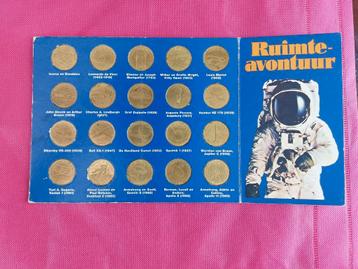 Ruimte-
avontuur
Icarus en Daedalus
Leonardo da Vinci
(1452-1519)
Etienne en Joseph
Montgolfier (1783)
Wilbur en Orville Wright,
Kitty Hawk (1903)
Louis Blériot
(1909)
John Alcock en Arthur
Brown (1919)
Charles A. Lindbergh
(1927)
Graf Zeppelin (1928)
Auguste Piccard,
(1931)
Heinkel HE 178 (1939)
Sikorsky VS-300 (1939)
Bell XS-1 (1947)
De Havilland Comet (1952)
Sputnik 1 (1957)
Wernher von Braun,
Jupiter C (1958)
Yuri A. Gagarin,
Vostok 1 (1961)
Alexei Leonov en
Pavel Belyayev,
Voskhod 2 (1965)
Armstrong en Scott,
Gemini 8 (1966)
Borman, Lovell en
Anders,
Apollo 8 (1968)
Armstrong, Aldrin en
Collins,
Apollo 11 (1969)